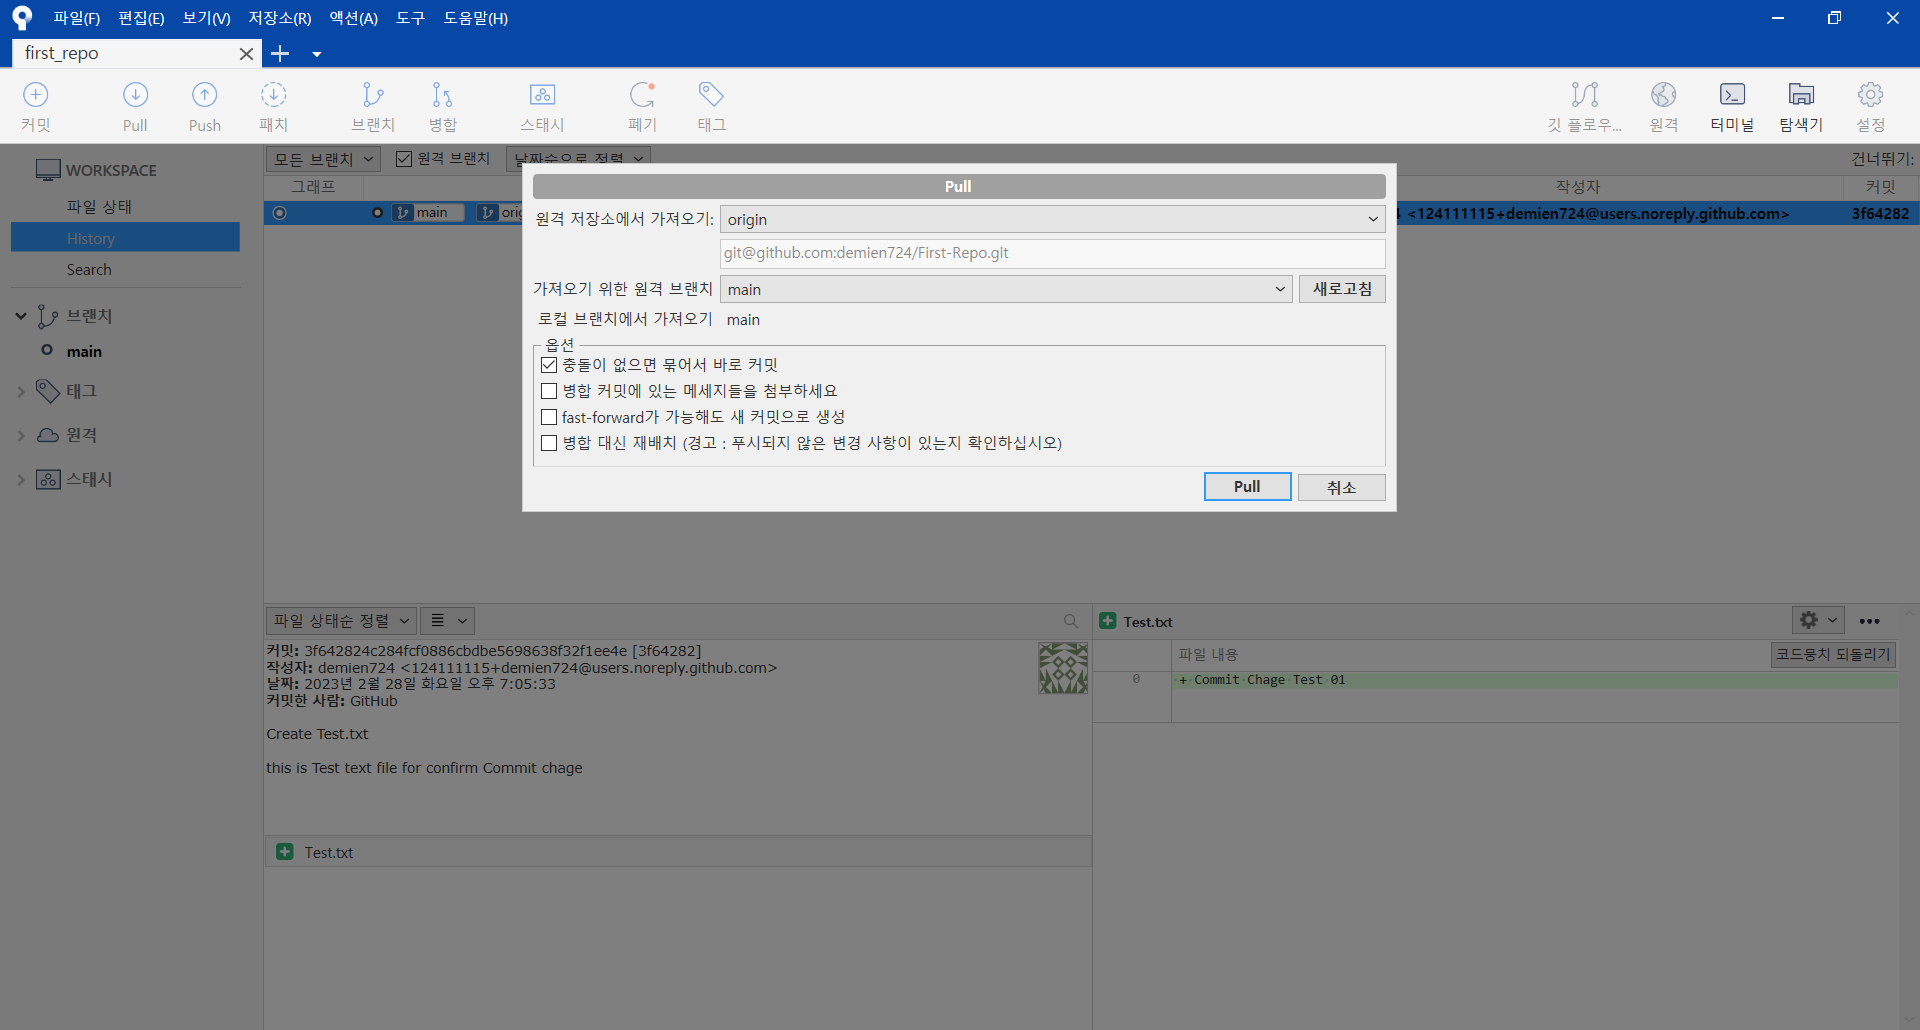 파일(F) 편집(E) 보기(V) 저장소(R) 액션(A) 도구 도움말(H)
first_repo
커밋 Pull Push 패치 브랜치 병합 스태시 폐기 태그 깃 플로우... 원격 터미널 탐색기 설정
WORKSPACE
파일 상태
History
Search
브랜치
main
태그
원격
스태시
모든 브랜치 원격 브랜치 날짜순으로 정렬 건너뛰기:
그래프 작성자 커밋
main orig <124111115+demien724@users.noreply.github.com> 3f64282
Pull
원격 저장소에서 가져오기: origin
git@github.com:demien724/First-Repo.git
가져오기 위한 원격 브랜치 main 새로고침
로컬 브랜치에서 가져오기 main
옵션
충돌이 없으면 묶어서 바로 커밋
병합 커밋에 있는 메세지들을 첨부하세요
fast-forward가 가능해도 새 커밋으로 생성
병합 대신 재배치 (경고 : 푸시되지 않은 변경 사항이 있는지 확인하십시오)
Pull 취소
파일 상태순 정렬
커밋: 3f642824c284fcf0886cbdbe5698638f32f1ee4e [3f64282]
작성자: demien724 <124111115+demien724@users.noreply.github.com>
날짜: 2023년 2월 28일 화요일 오후 7:05:33
커밋한 사람: GitHub
Create Test.txt
this is Test text file for confirm Commit chage
Test.txt
Test.txt
파일 내용 코드뭉치 되돌리기
0 + Commit Chage Test 01